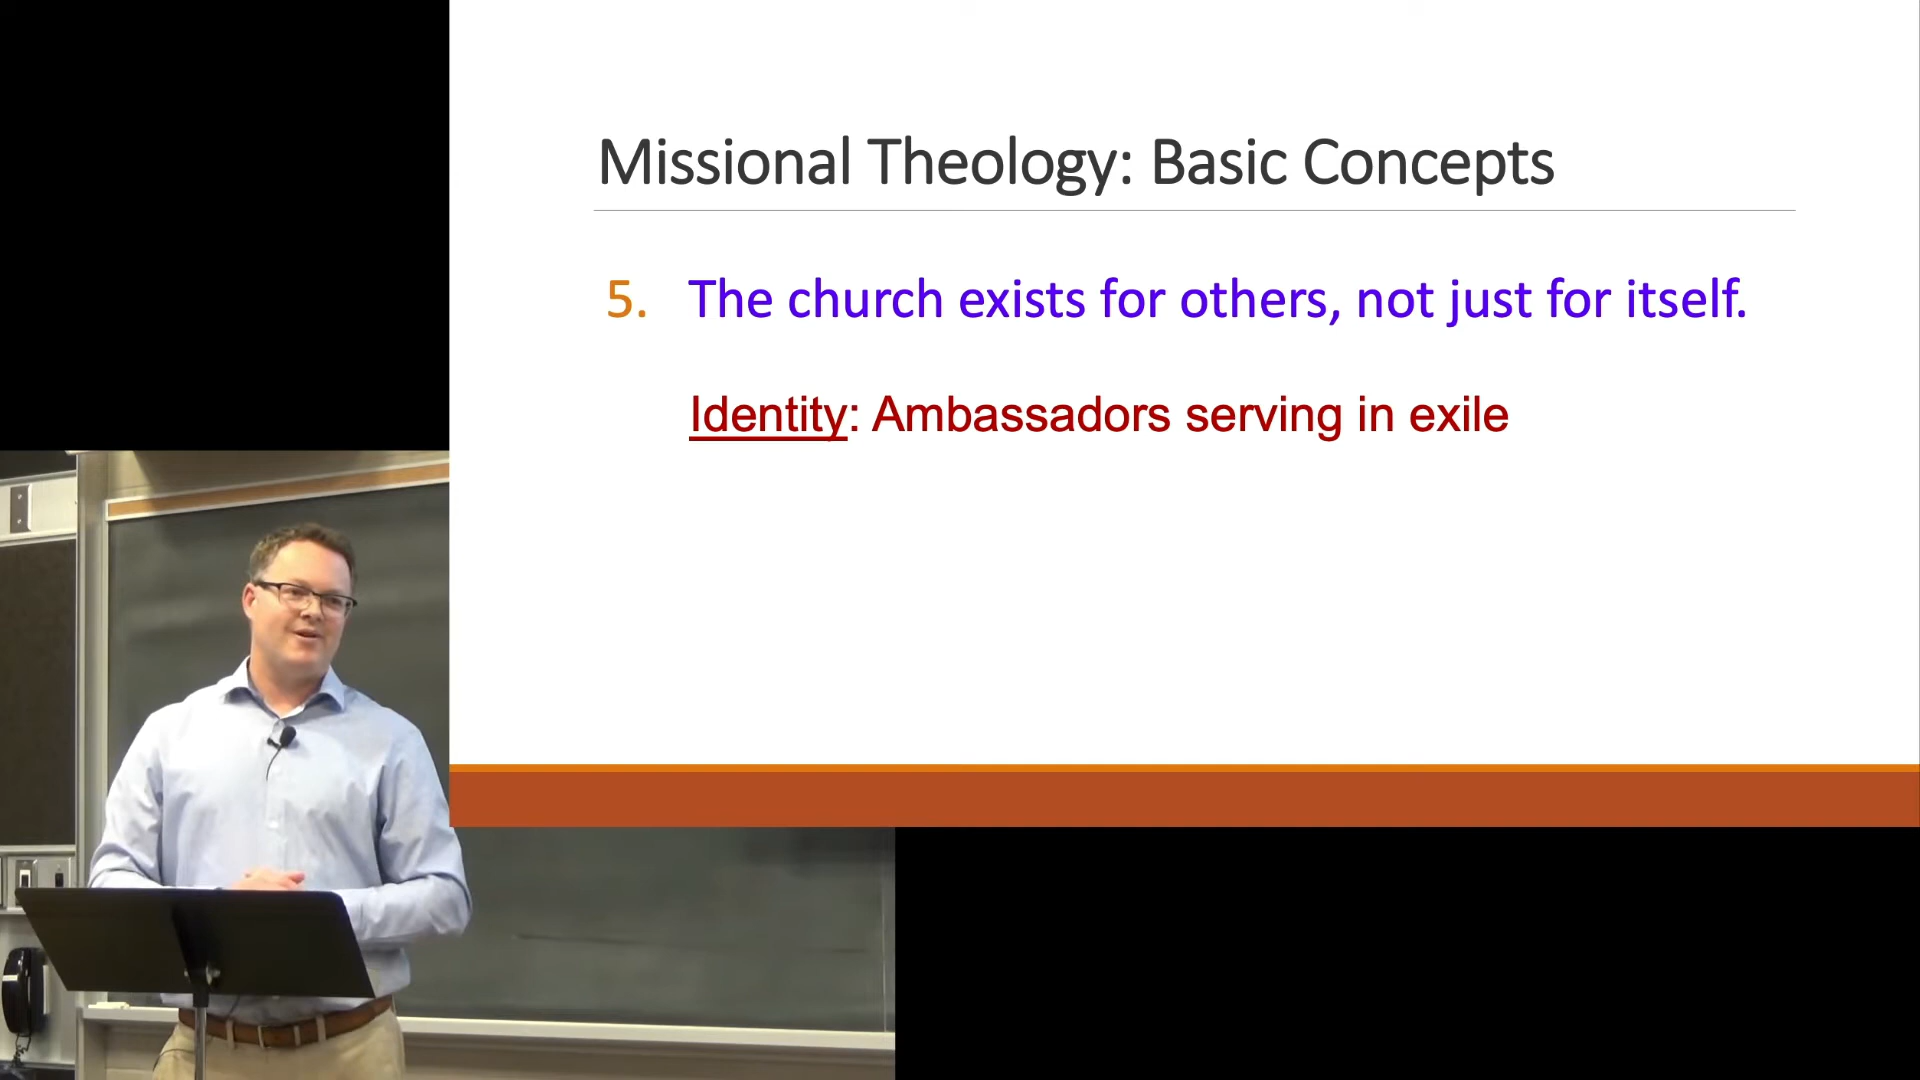 Missional Theology: Basic Concepts
5. The church exists for others, not just for itself.
Identity: Ambassadors serving in exile